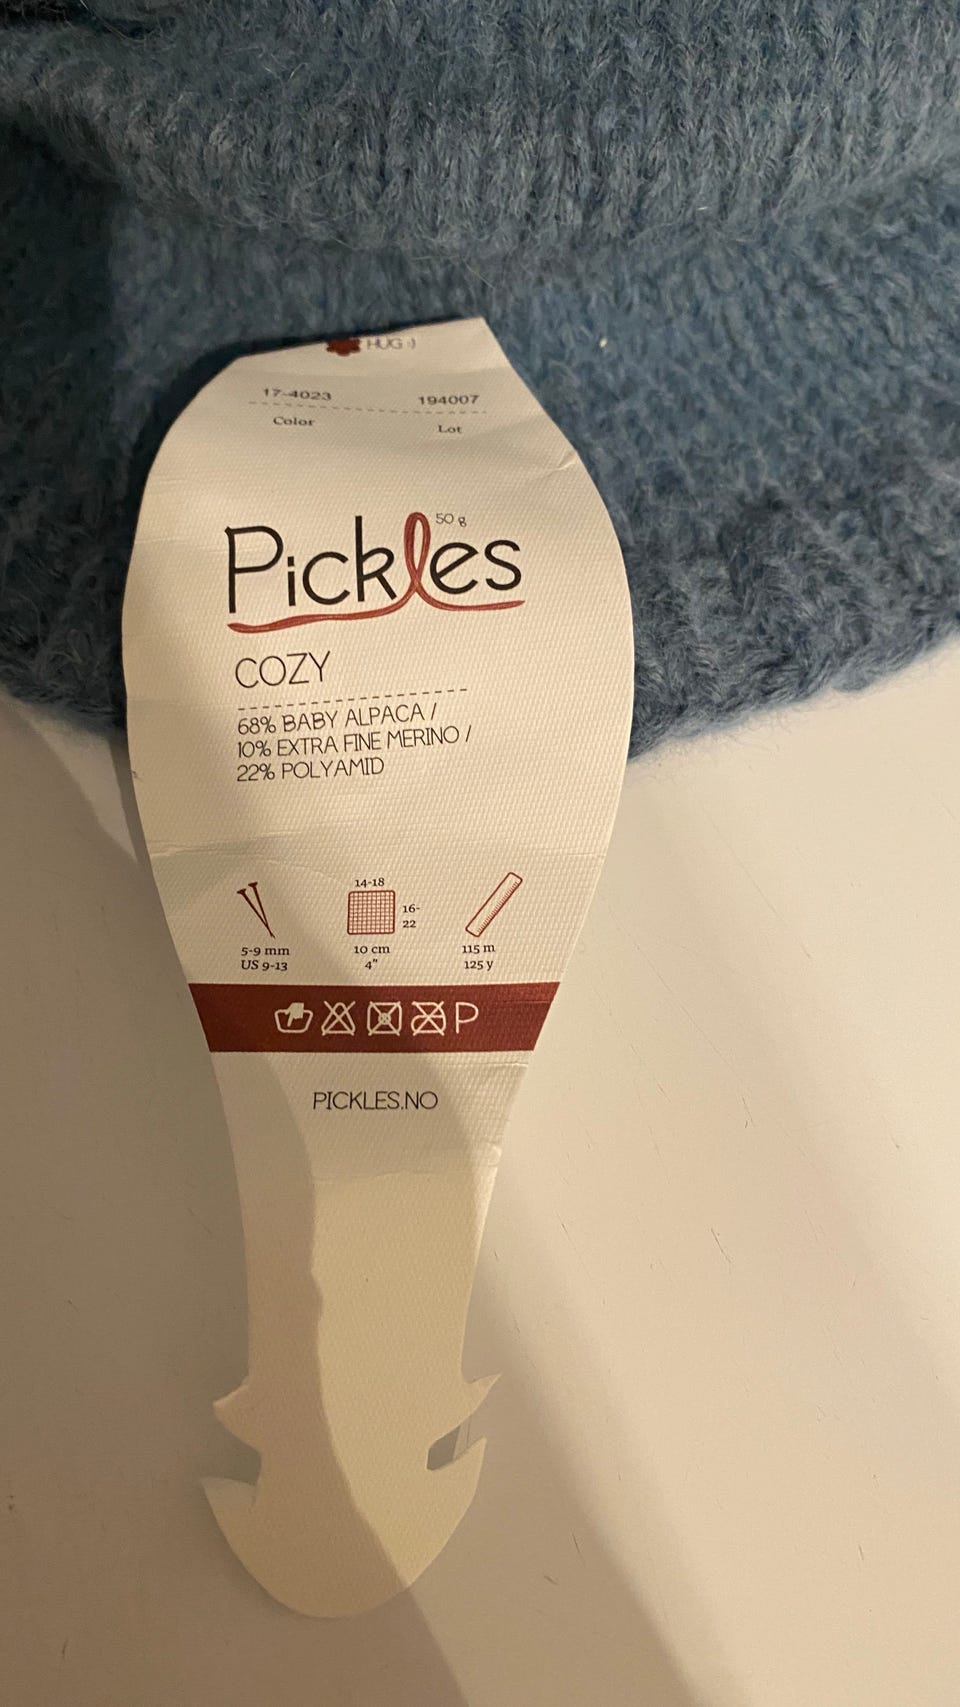 HUG :)
17-4023 194007
Color Lot
50 g
Pickles
COZY
68% BABY ALPACA /
10% EXTRA FINE MERINO /
22% POLYAMID
14-18
16-
22
5-9 mm 10 cm 115 m
US 9-13 4" 125 y
P
PICKLES.NO